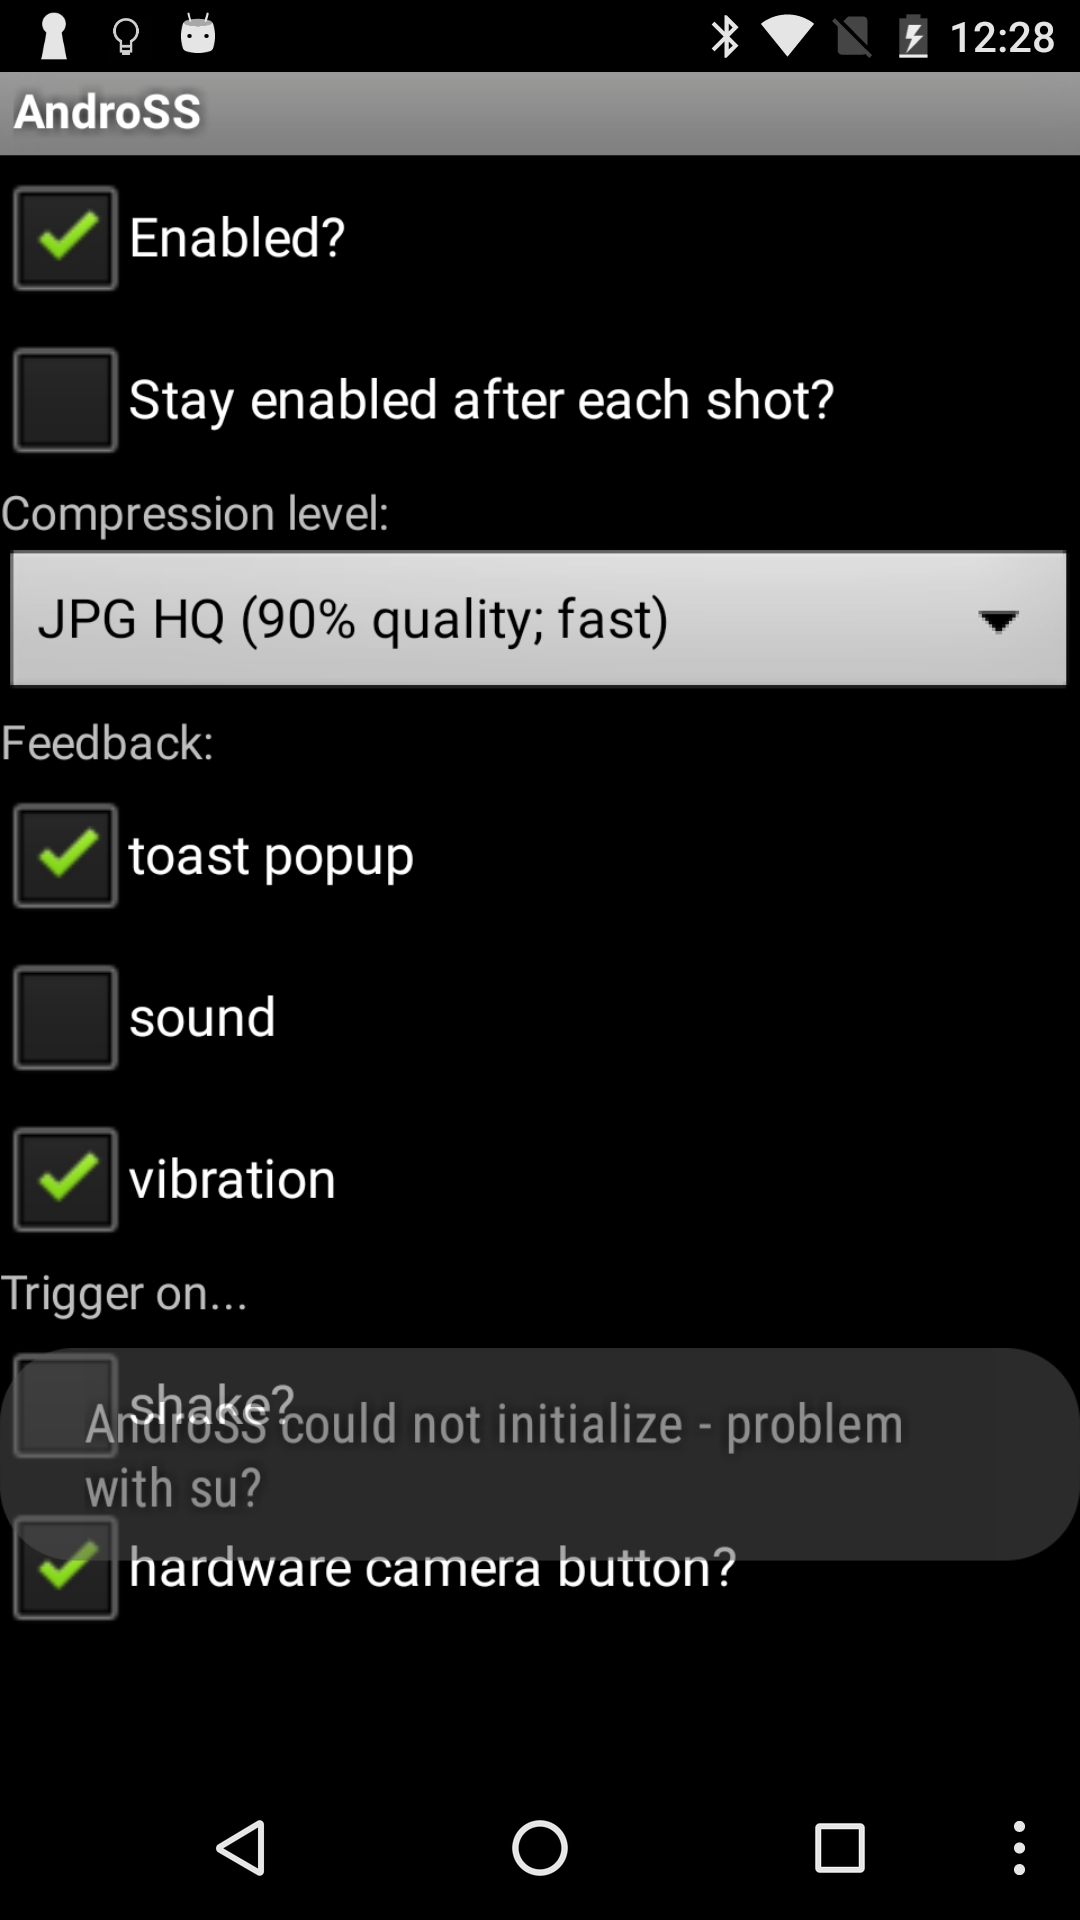 12:28
AndroSS
Enabled?
Stay enabled after each shot?
Compression level:
JPG HQ (90% quality; fast)
Feedback:
toast popup
sound
vibration
Trigger on...
shake?
AndroSS could not initialize - problem
with su?
hardware camera button?